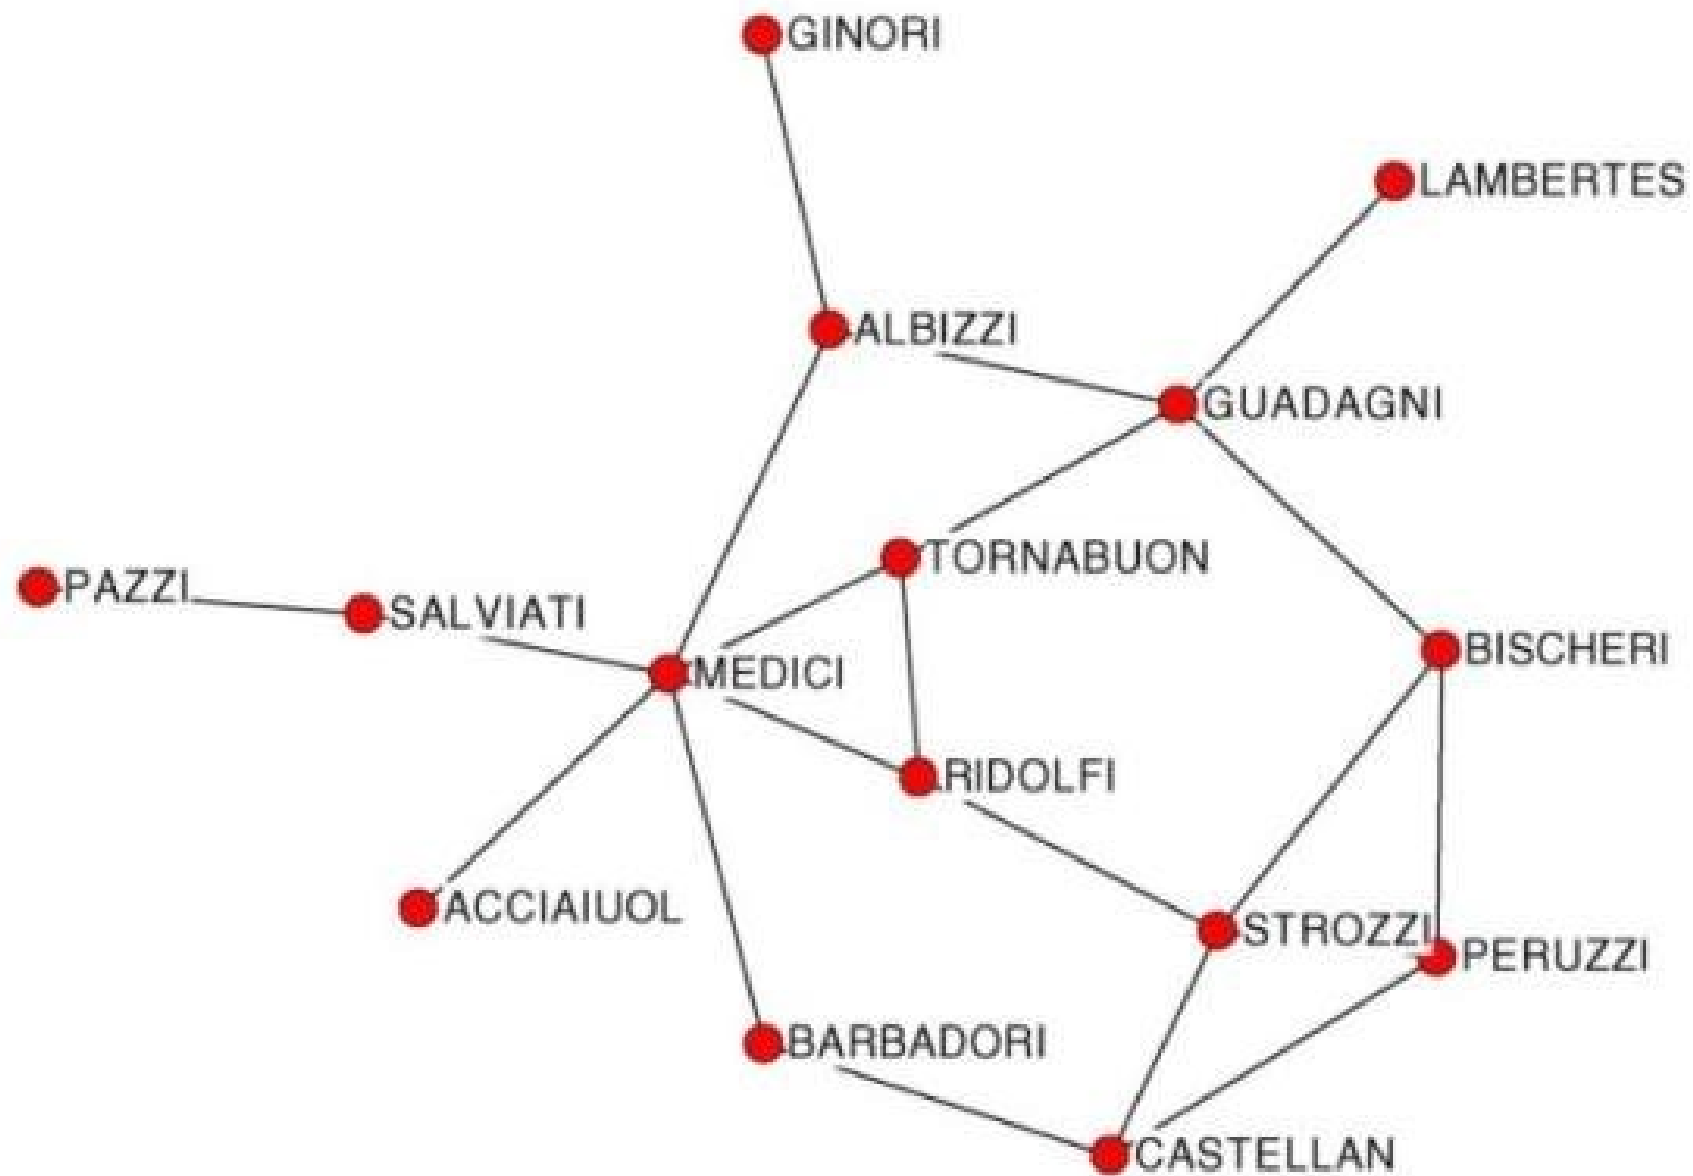 GINORI
LAMBERTES
ALBIZZI
GUADAGNI
TORNABUON
PAZZI
SALVIATI
BISCHERI
MEDICI
RIDOLFI
ACCIAIUOL
STROZZI
PERUZZI
BARBADORI
CASTELLAN